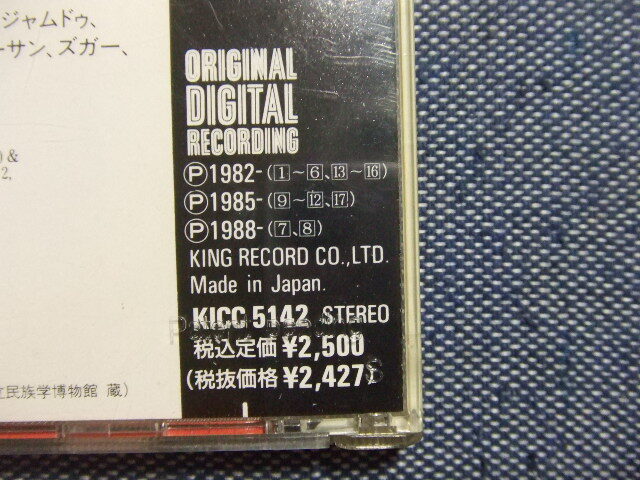 ジャムドゥ、
ーサン、ズガー、
) &
2,
ORIGINAL
DIGITAL
RECORDING
Ⓟ1982-(1～6、13～16)
Ⓟ1985-(9～12、17)
Ⓟ1988-(7、8)
KING RECORD CO.,LTD.
Made in Japan.
KICC 5142 STEREO
税込定価¥2,500
(税抜価格¥2,427)
民族学博物館 蔵)